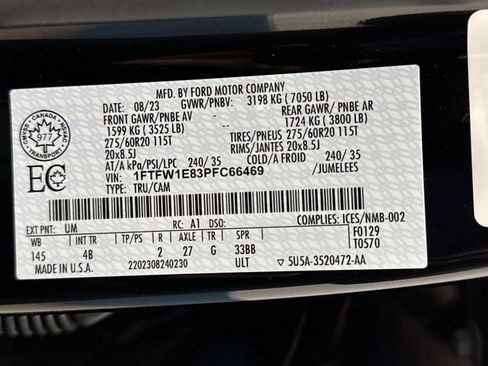 MFD. BY FORD MOTOR COMPANY
DATE: 08/23 GVWR/PNBV: 3198 KG ( 7050 LB)
FRONT GAWR/PNBE AV REAR GAWR/ PNBE AR
1599 KG ( 3525 LB) 1724 KG ( 3800 LB)
275/60R20 115T TIRES/PNEUS 275/60R20 115T
20x8.5J RIMS/JANTES 20x8.5J
AT/A kPa/PSI/LPC 240/ 35 COLD/A FROID 240/ 35
VIN: 1FTFW1E83PFC66469 /JUMELEES
TYPE: TRU/CAM
CANADA
977
TRANSPORT
EC
EXT PNT: UM RC: A1 DSO: COMPLIES: ICES/NMB-002
WB INT TR TP/PS R AXLE TR SPR F0129
145 4B 2 27 G 33BB T0570
MADE IN U.S.A. 2202308240230 ULT 5U5A-3520472-AA